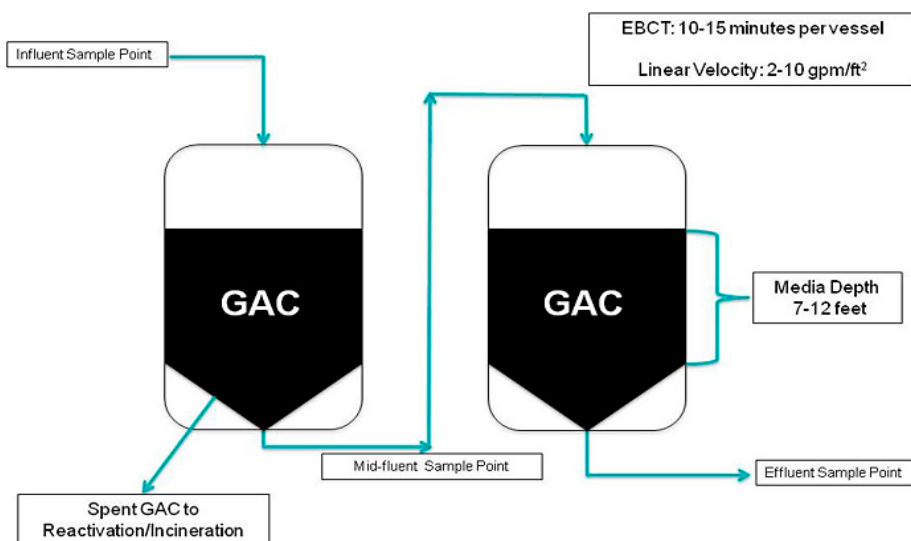 Influent Sample Point
EBCT: 10-15 minutes per vessel
Linear Velocity: 2-10 gpm/ft²
GAC
GAC
Media Depth
7-12 feet
Mid-fluent Sample Point
Effluent Sample Point
Spent GAC to
Reactivation/Incineration